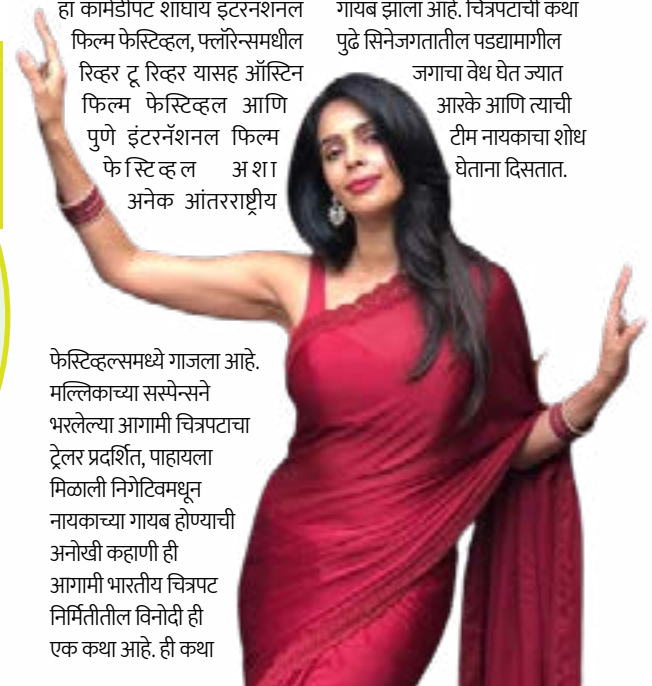 हा कॉमेडीपट शांघाय इंटरनॅशनल
फिल्म फेस्टिव्हल, फ्लॉरेन्समधील
रिव्हर टू रिव्हर यासह ऑस्टिन
फिल्म फेस्टिव्हल आणि
पुणे इंटरनॅशनल फिल्म
फेस्टिव्हल अशा
अनेक आंतरराष्ट्रीय
फेस्टिव्हल्समध्ये गाजला आहे.
मल्लिकाच्या सस्पेन्सने
भरलेल्या आगामी चित्रपटाचा
ट्रेलर प्रदर्शित, पाहायला
मिळाली निगेटिवमधून
नायकाच्या गायब होण्याची
अनोखी कहाणी ही
आगामी भारतीय चित्रपट
निर्मितीतील विनोदी ही
एक कथा आहे. ही कथा
गायब झाला आहे. चित्रपटाची कथा
पुढे सिनेजगतातील पडद्यामागील
जगाचा वेध घेत ज्यात
आरके आणि त्याची
टीम नायकाचा शोध
घेताना दिसतात.